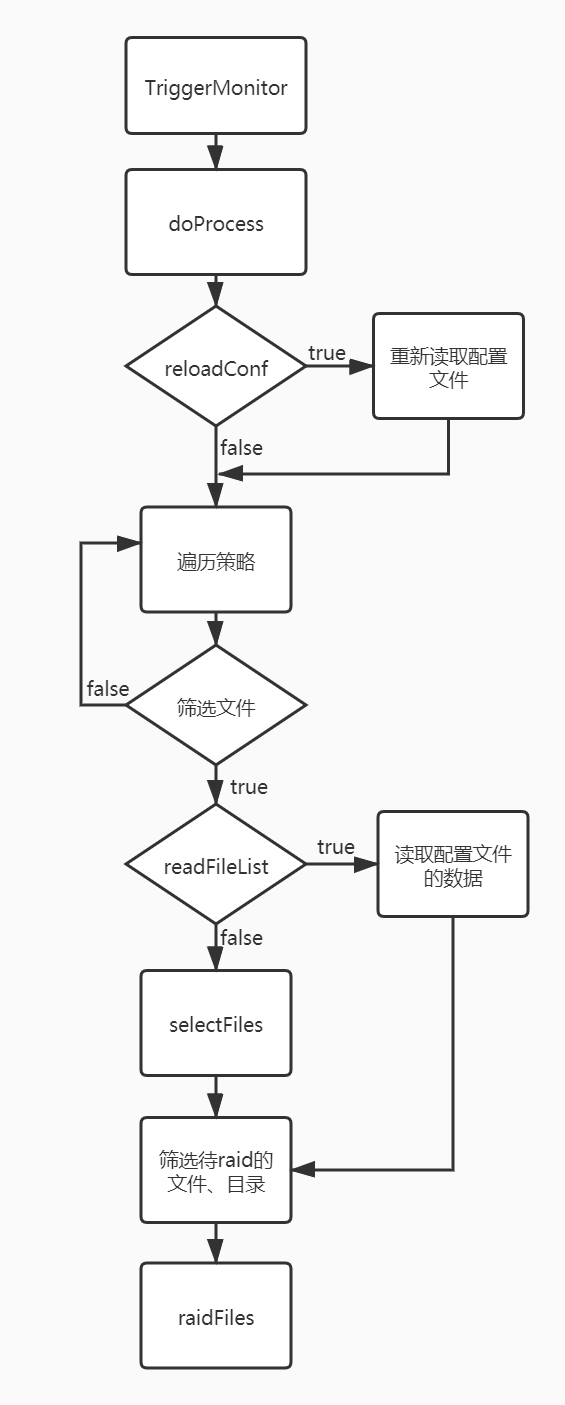 TriggerMonitor
doProcess
reloadConf
true
重新读取配置
文件
false
遍历策略
false
筛选文件
true
readFileList
true
读取配置文件
的数据
false
selectFiles
筛选待raid的
文件、目录
raidFiles